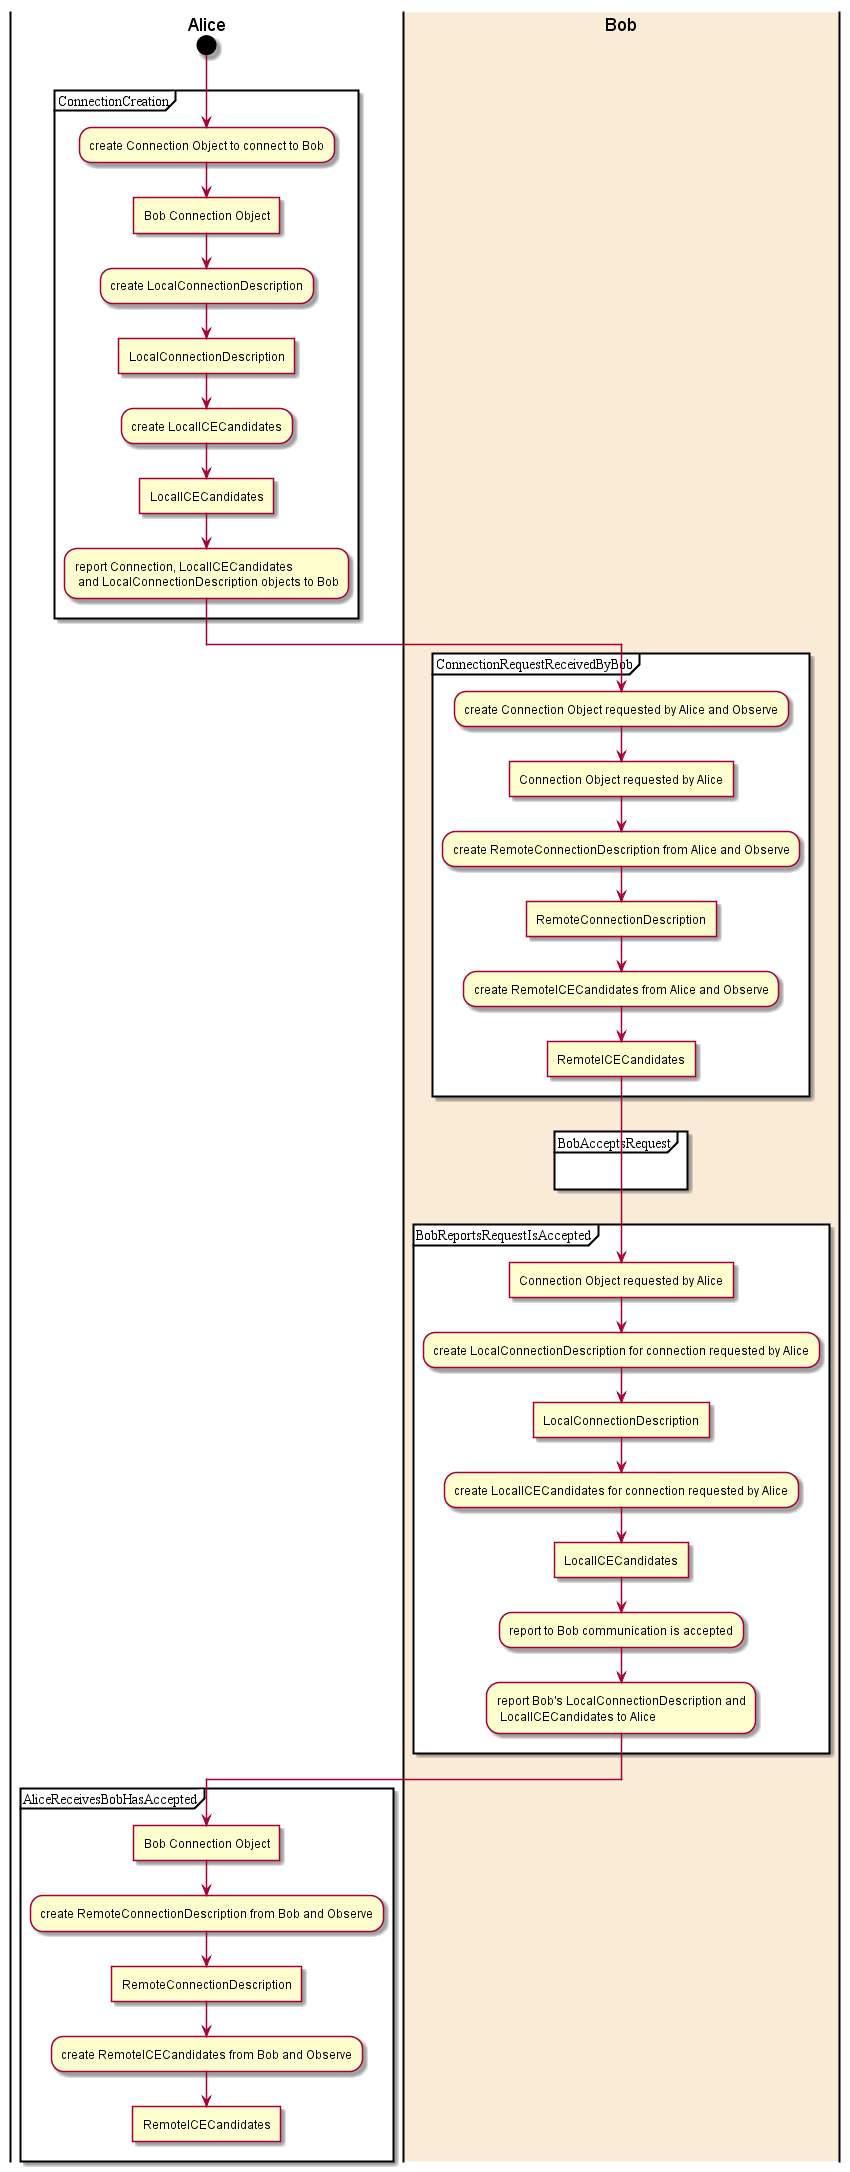 Alice
Bob
ConnectionCreation
create Connection Object to connect to Bob
Bob Connection Object
create LocalConnectionDescription
LocalConnectionDescription
create LocalICECandidates
LocalICECandidates
report Connection, LocalICECandidates
and LocalConnectionDescription objects to Bob
ConnectionRequestReceivedByBob
create Connection Object requested by Alice and Observe
Connection Object requested by Alice
create RemoteConnectionDescription from Alice and Observe
RemoteConnectionDescription
create RemoteICECandidates from Alice and Observe
RemoteICECandidates
BobAcceptsRequest
BobReportsRequestIsAccepted
Connection Object requested by Alice
create LocalConnectionDescription for connection requested by Alice
LocalConnectionDescription
create LocalICECandidates for connection requested by Alice
LocalICECandidates
report to Bob communication is accepted
report Bob's LocalConnectionDescription and
LocalICECandidates to Alice
AliceReceivesBobHasAccepted
Bob Connection Object
create RemoteConnectionDescription from Bob and Observe
RemoteConnectionDescription
create RemoteICECandidates from Bob and Observe
RemoteICECandidates